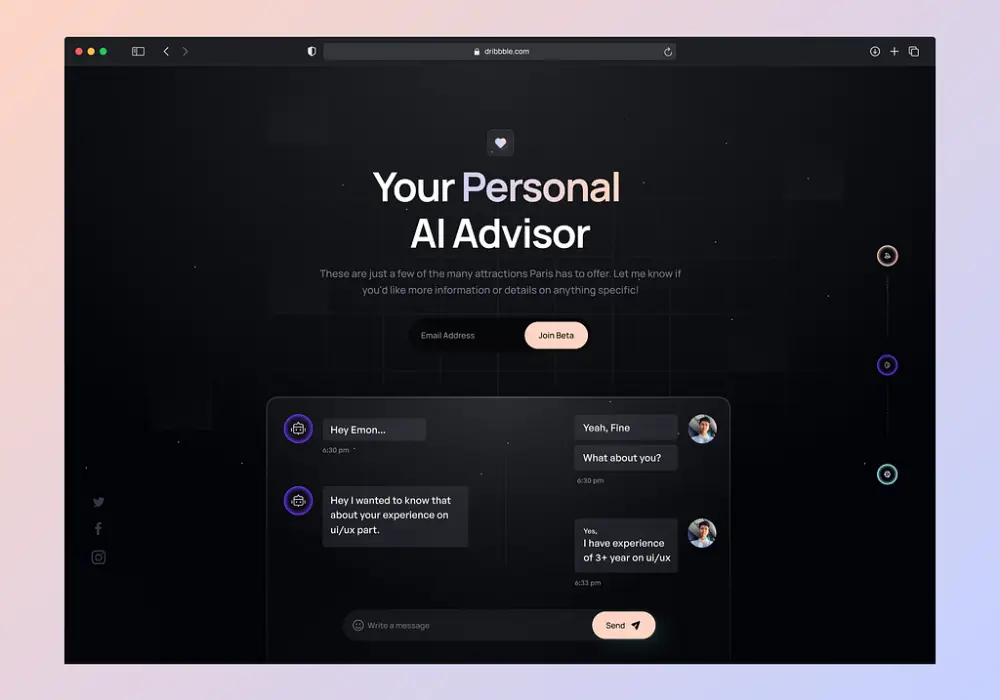 dribbble.com
Your Personal
AI Advisor
These are just a few of the many attractions Paris has to offer. Let me know if
you'd like more information or details on anything specific!
Email Address
Join Beta
Hey Emon...
6:30 pm
Yeah, Fine
What about you?
6:30 pm
Hey I wanted to know that
about your experience on
ui/ux part.
Yes,
I have experience
of 3+ year on ui/ux
6:33 pm
Write a message
Send